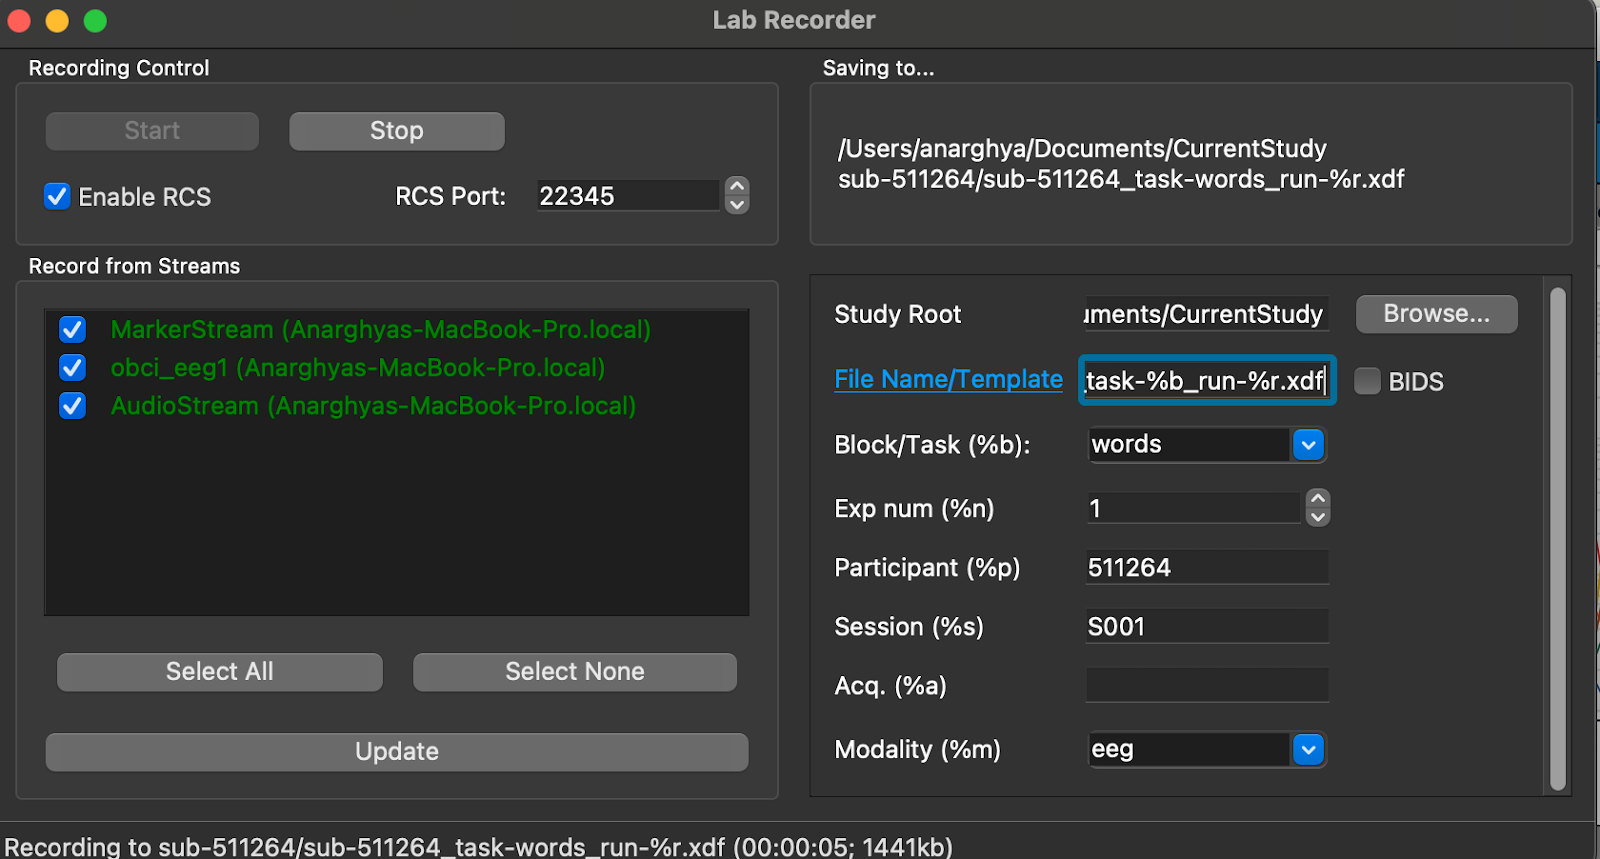 Lab Recorder
Recording Control
Start
Stop
Enable RCS
RCS Port:
22345
Record from Streams
MarkerStream (Anarghyas-MacBook-Pro.local)
obci_eeg1 (Anarghyas-MacBook-Pro.local)
AudioStream (Anarghyas-MacBook-Pro.local)
Select All
Select None
Update
Saving to...
/Users/anarghya/Documents/CurrentStudy
sub-511264/sub-511264_task-words_run-%r.xdf
Study Root
uments/CurrentStudy
Browse...
File Name/Template
_task-%b_run-%r.xdf
BIDS
Block/Task (%b):
words
Exp num (%n)
1
Participant (%p)
511264
Session (%s)
S001
Acq. (%a)
Modality (%m)
eeg
Recording to sub-511264/sub-511264_task-words_run-%r.xdf (00:00:05; 1441kb)